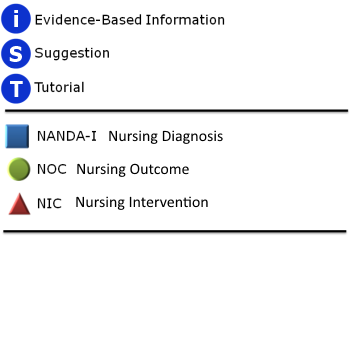 i Evidence-Based Information
S Suggestion
T Tutorial
NANDA-I Nursing Diagnosis
NOC Nursing Outcome
NIC Nursing Intervention